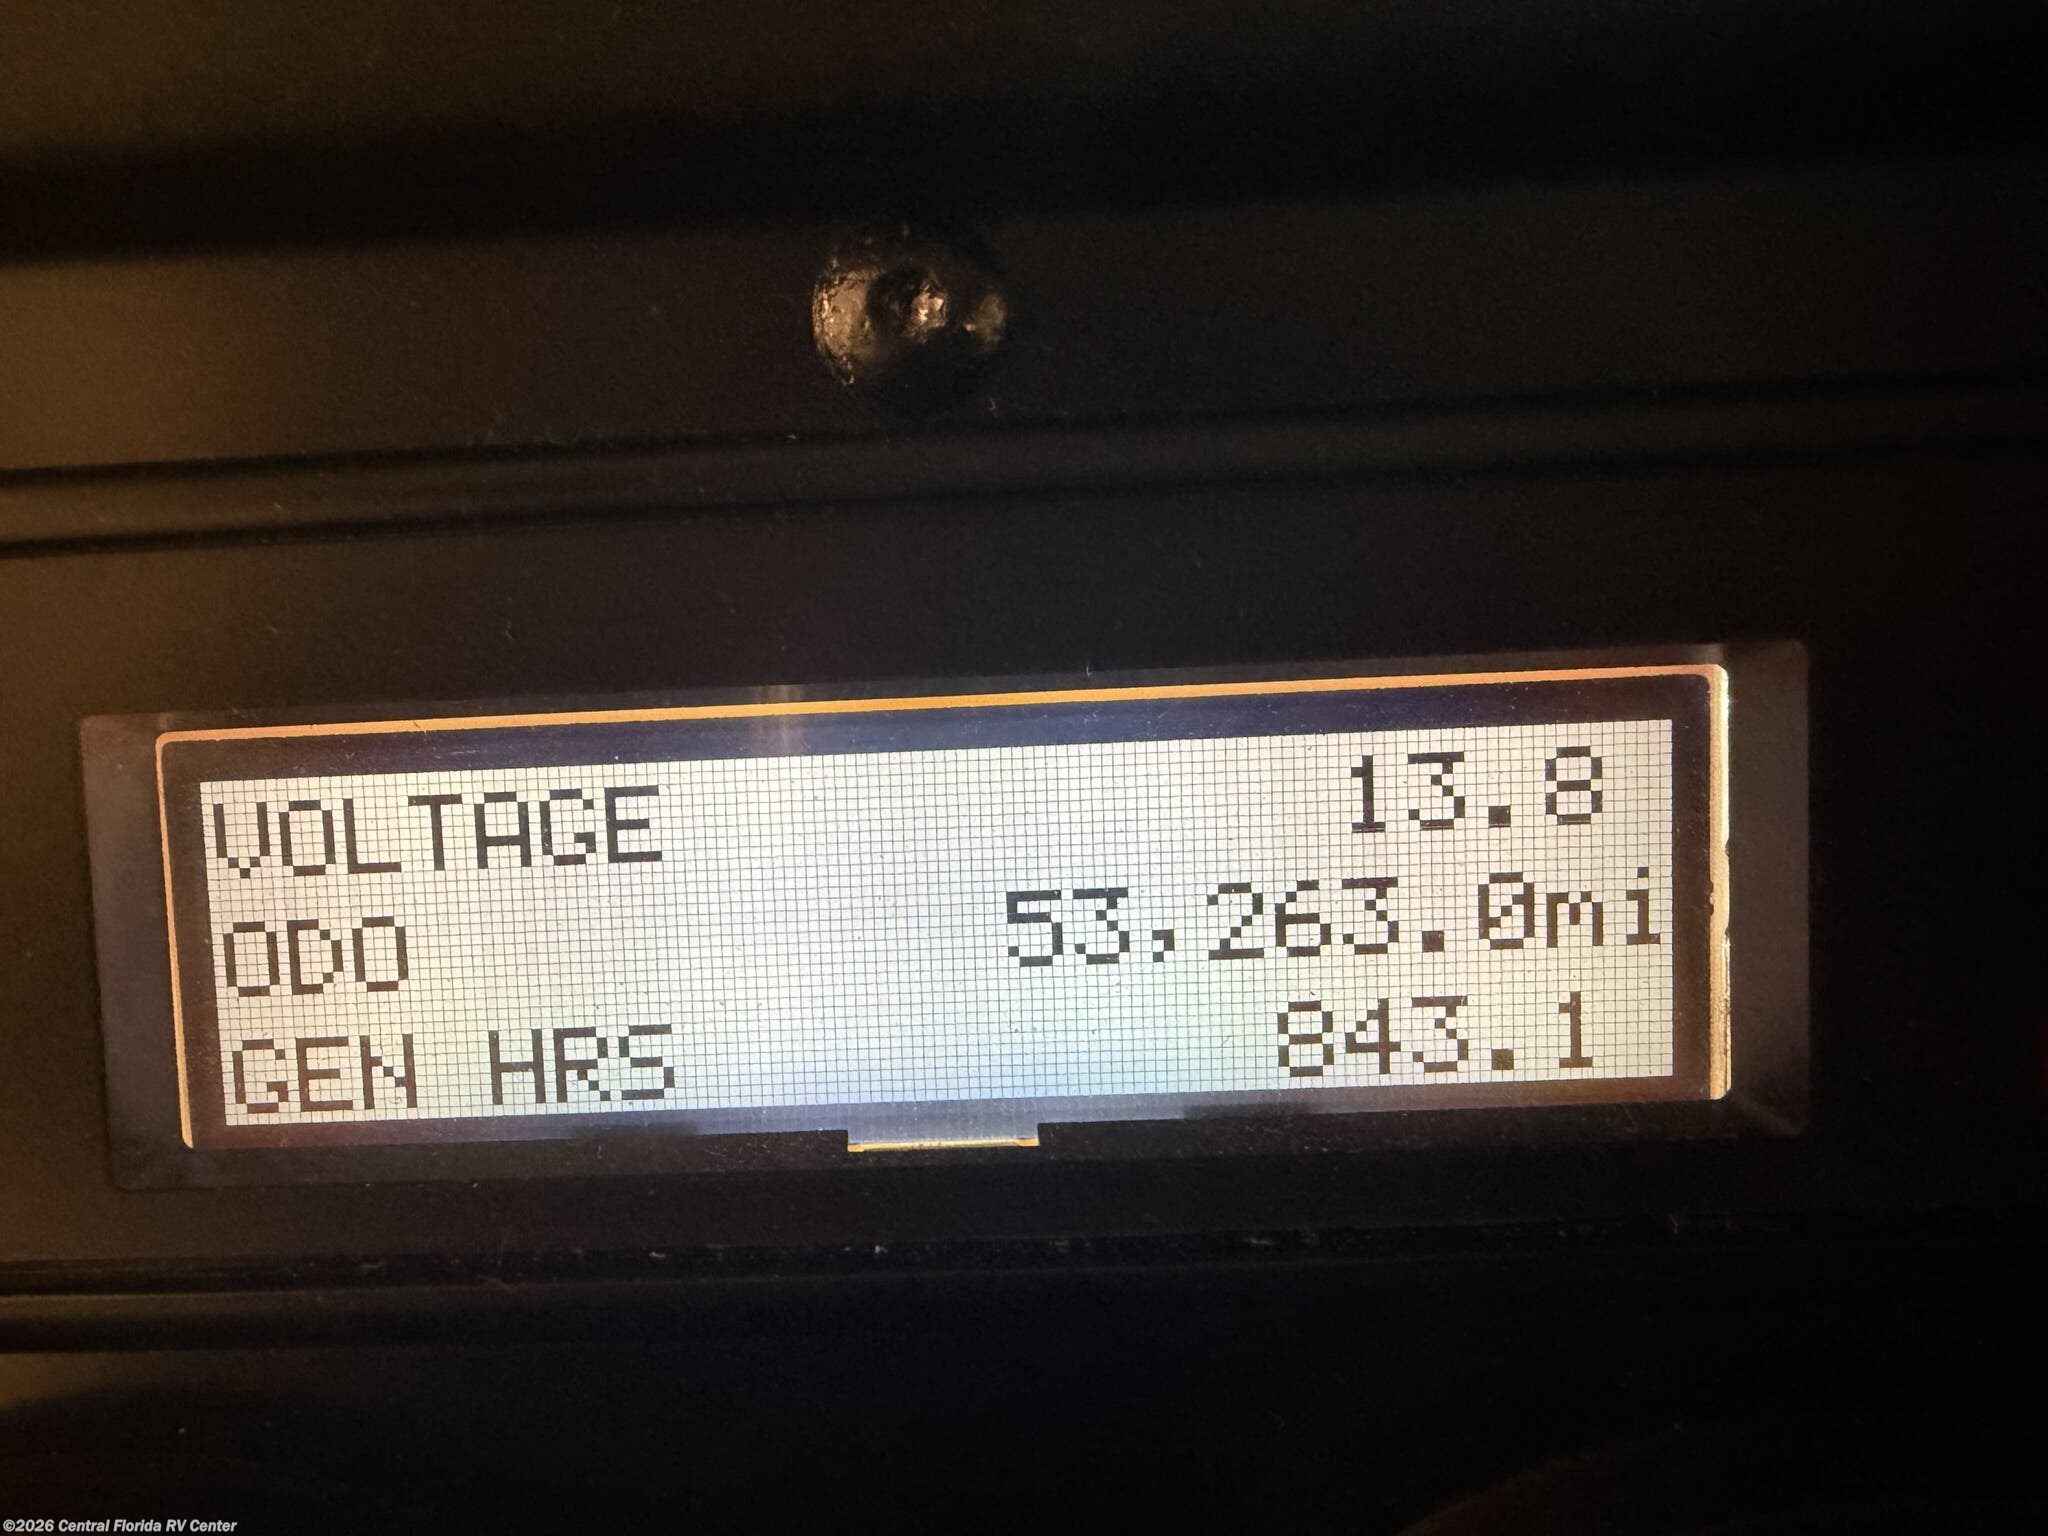 VOLTAGE 13.8
ODO 53,263.0mi
GEN HRS 843.1
©2026 Central Florida RV Center